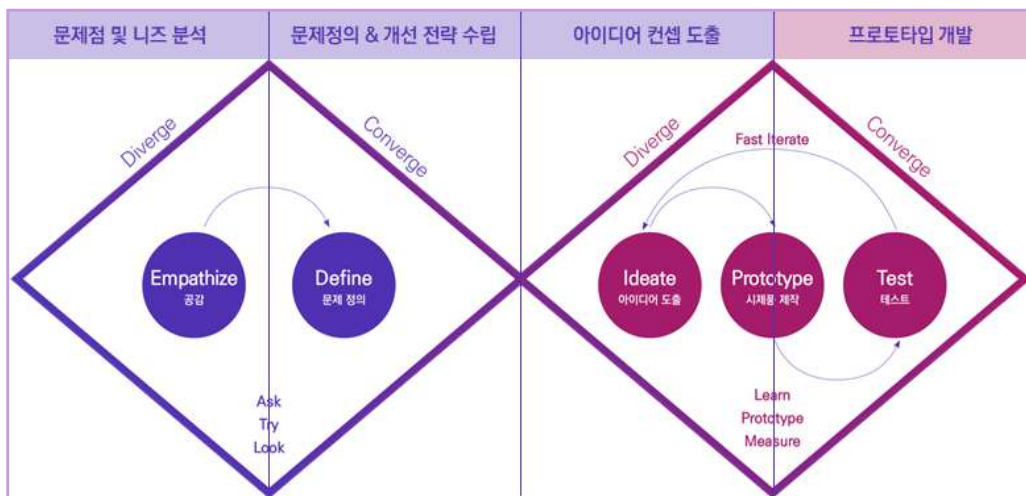 문제점 및 니즈 분석
문제정의 & 개선 전략 수립
아이디어 컨셉 도출
프로토타입 개발
Diverge
Converge
Diverge
Converge
Fast Iterate
Empathize
공감
Define
문제 정의
Ideate
아이디어 도출
Prototype
시제품 제작
Test
테스트
Ask
Try
Look
Learn
Prototype
Measure